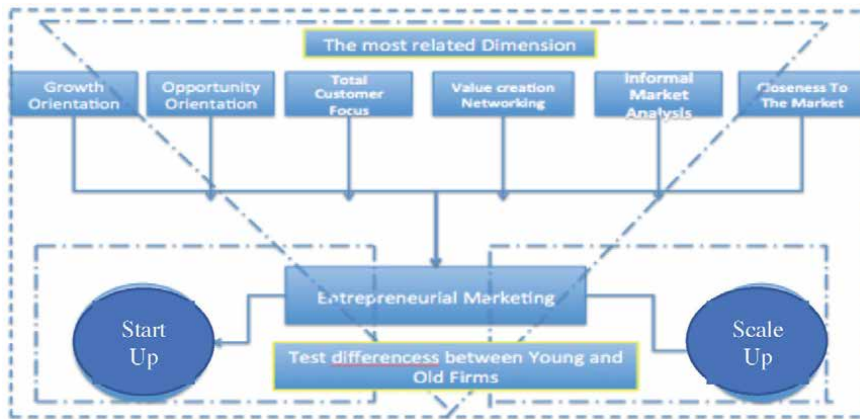 The most related Dimension
Growth
Orientation
Opportunity
Orientation
Total
Customer
Focus
Value creation
Networking
Informal
Market
Analysis
Closeness To
The Market
Entrepreneurial Marketing
Start
Up
Scale
Up
Test differencess between Young and
Old Firms